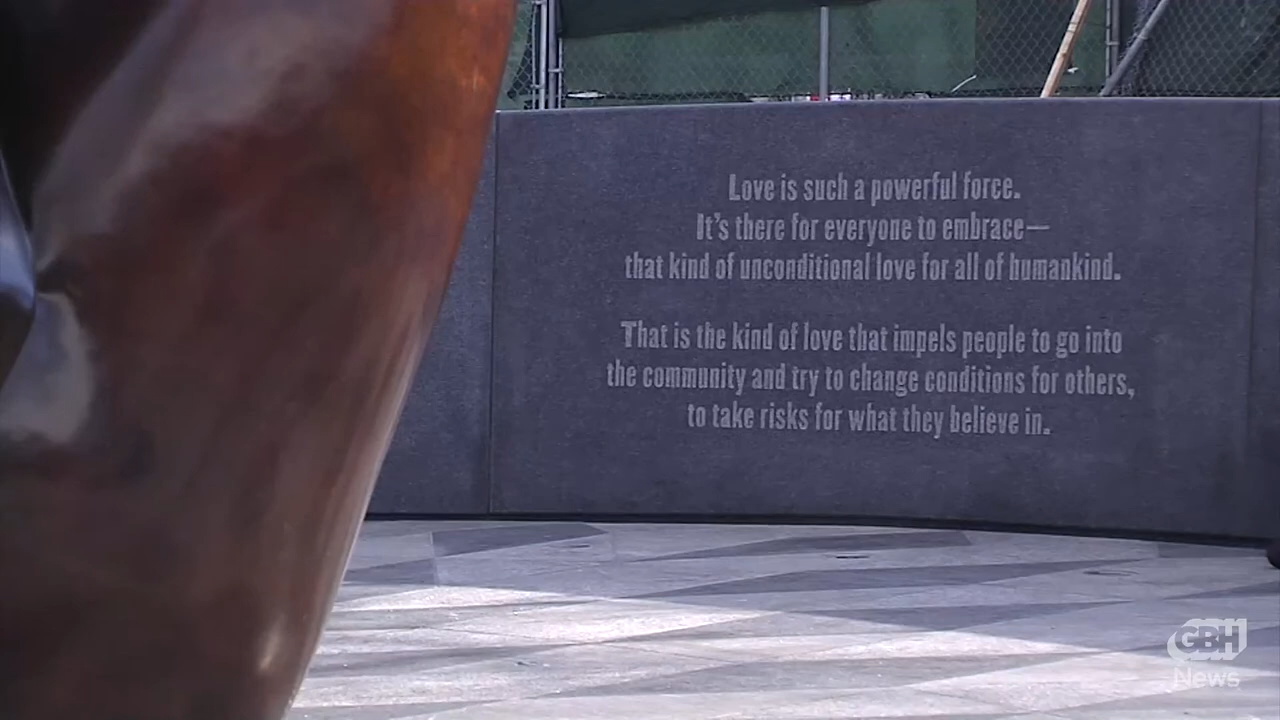 Love is such a powerful force.
It's there for everyone to embrace—
that kind of unconditional love for all of humankind.
That is the kind of love that impels people to go into
the community and try to change conditions for others,
to take risks for what they believe in.
GBH
News